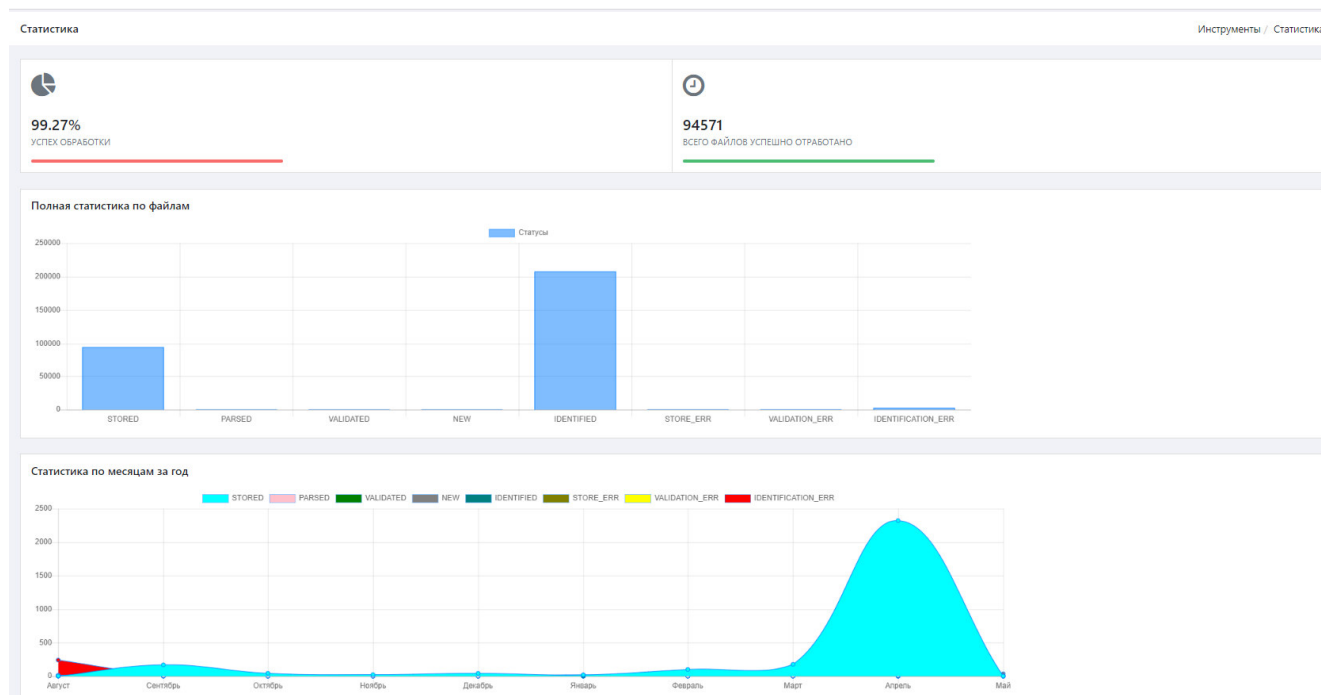 Статистика
Инструменты / Статистика
99.27%
УСПЕХ ОБРАБОТКИ
94571
ВСЕГО ФАЙЛОВ УСПЕШНО ОТРАБОТАНО
Полная статистика по файлам
Статусы
250000
200000
150000
100000
50000
0
STORED PARSED VALIDATED NEW IDENTIFIED STORE_ERR VALIDATION_ERR IDENTIFICATION_ERR
Статистика по месяцам за год
STORED PARSED VALIDATED NEW IDENTIFIED STORE_ERR VALIDATION_ERR IDENTIFICATION_ERR
2500
2000
1500
1000
500
0
Август Сентябрь Октябрь Ноябрь Декабрь Январь Февраль Март Апрель Май